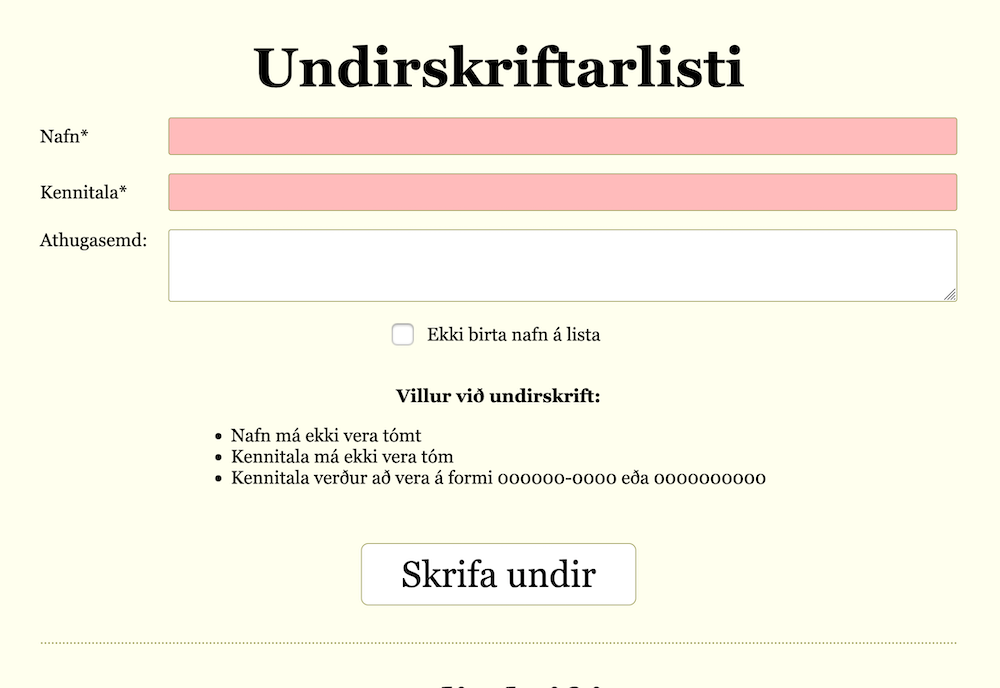 Undirskriftarlisti
Nafn*
Kennitala*
Athugasemd:
Ekki birta nafn á lista
Villur við undirskrift:
• Nafn má ekki vera tómt
• Kennitala má ekki vera tóm
• Kennitala verður að vera á formi 000000-0000 eða 0000000000
Skrifa undir